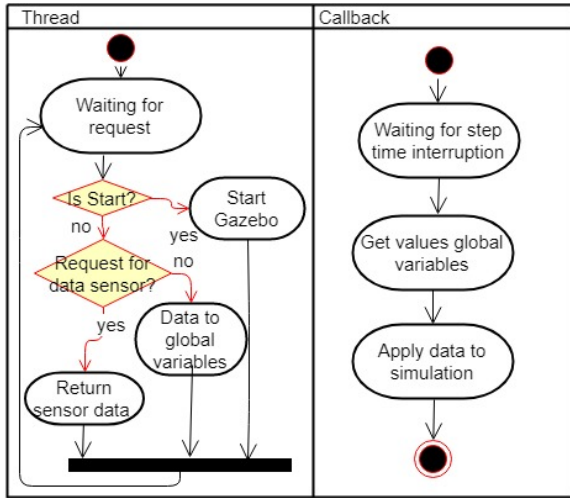 Thread
Callback
Waiting for
request
Is Start?
yes
Start
Gazebo
no
Request for
data sensor?
no
yes
Data to
global
variables
Return
sensor data
Waiting for step
time interruption
Get values global
variables
Apply data to
simulation